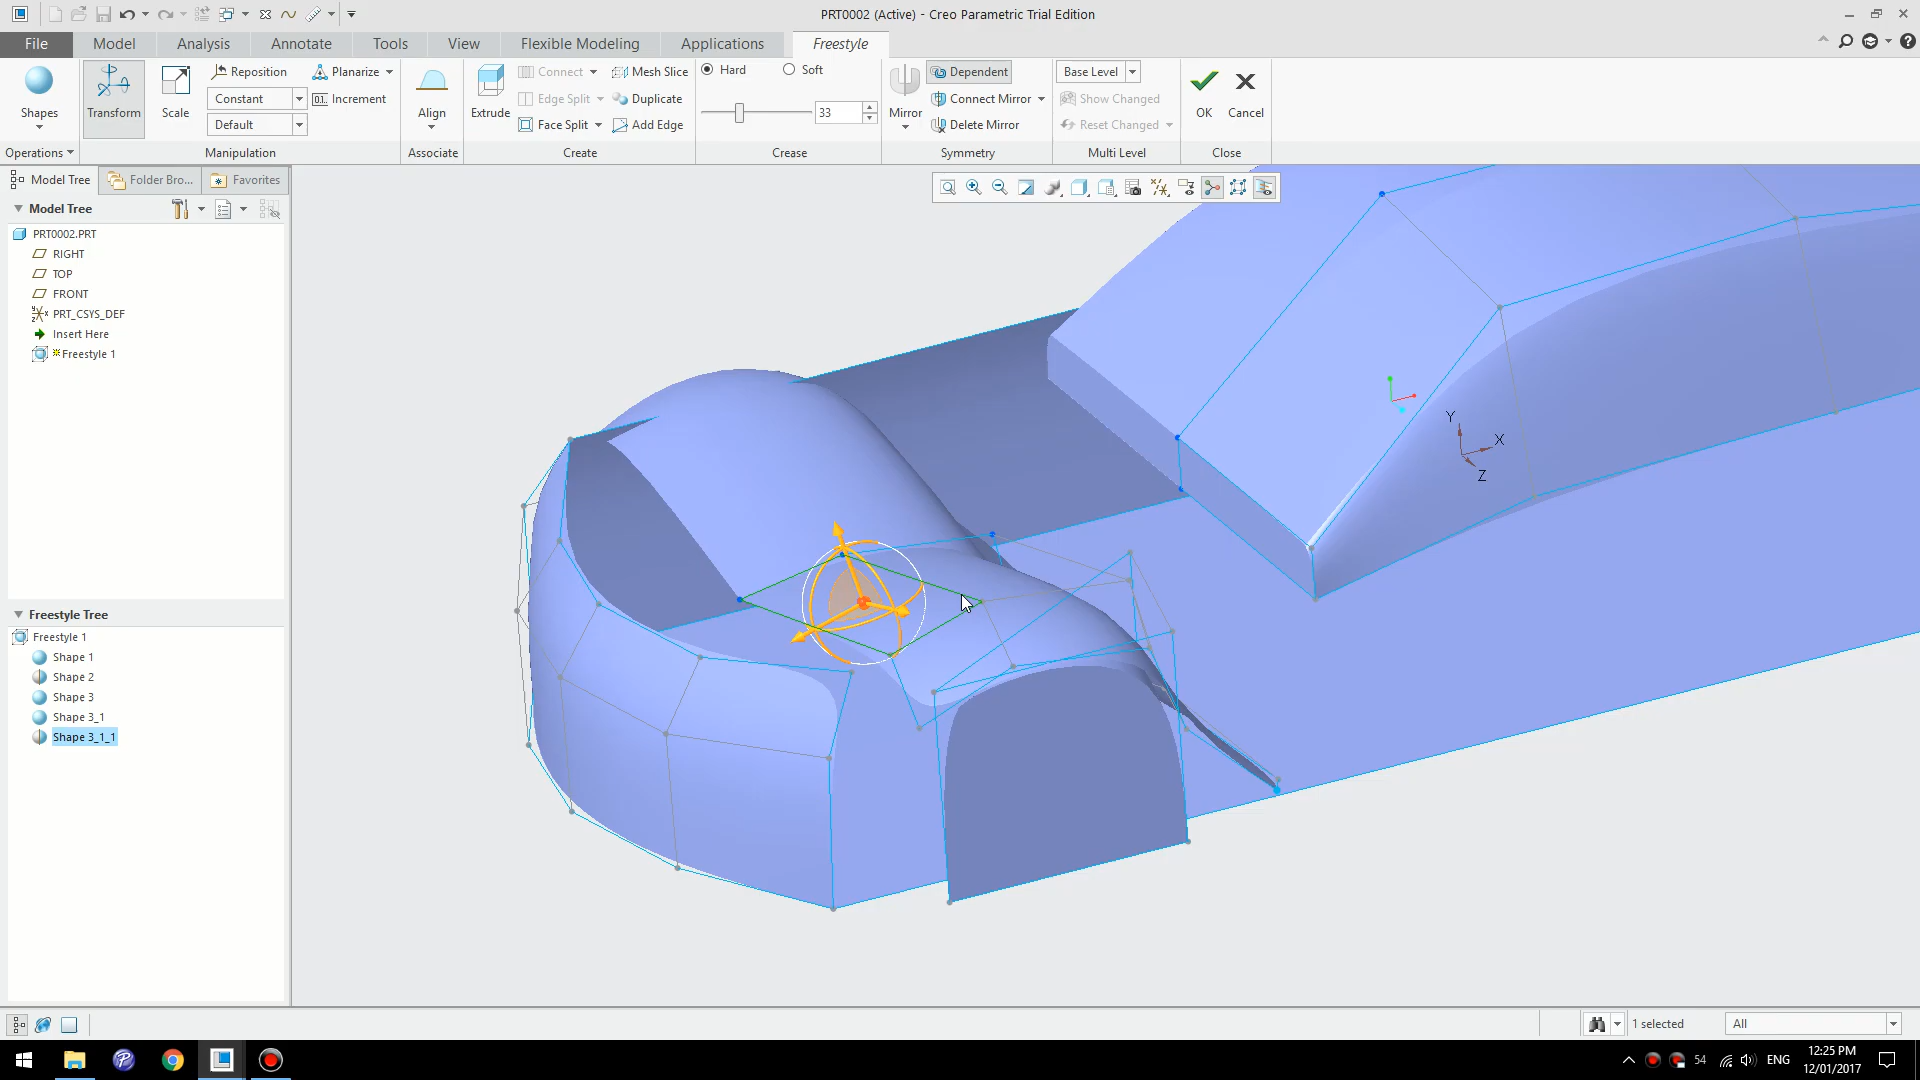 PRT0002 (Active) - Creo Parametric Trial Edition
File Model Analysis Annotate Tools View Flexible Modeling Applications Freestyle
Shapes
Operations
Transform
Scale
Reposition
Planarize
Constant
Increment
Default
Manipulation
Align
Associate
Extrude
Connect
Mesh Slice
Edge Split
Duplicate
Face Split
Add Edge
Create
Hard
Soft
33
Crease
Mirror
Dependent
Connect Mirror
Delete Mirror
Symmetry
Base Level
Show Changed
Reset Changed
Multi Level
OK
Cancel
Close
Model Tree
Folder Bro...
Favorites
Model Tree
PRT0002.PRT
RIGHT
TOP
FRONT
PRT_CSYS_DEF
Insert Here
Freestyle 1
Freestyle Tree
Freestyle 1
Shape 1
Shape 2
Shape 3
Shape 3_1
Shape 3_1_1
Y
X
Z
1 selected
All
54
ENG
12:25 PM
12/01/2017